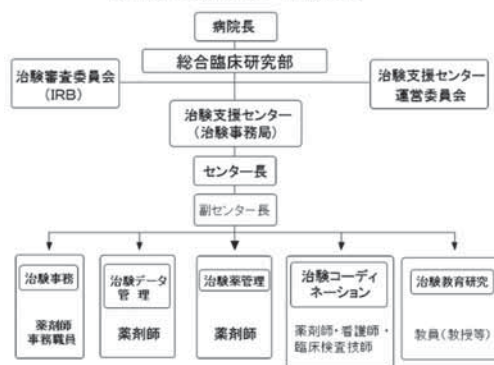 病院長
総合臨床研究部
治験審査委員会
(IRB)
治験支援センター
運営委員会
治験支援センター
(治験事務局)
センター長
副センター長
治験事務
薬剤師
事務職員
治験データ
管 理
薬剤師
治験薬管理
薬剤師
治験コーディ
ネーション
薬剤師・看護師・
臨床検査技師
治験教育研究
教員(教授等)